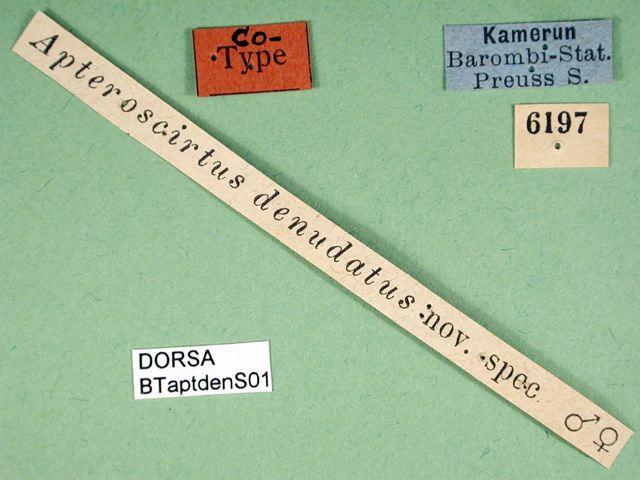 Co-
Type
Kamerun
Barombi-Stat.
Preuss S.
6197
Apteroscirtus denudatus nov. spec. ♂♀
DORSA
BTaptdenS01